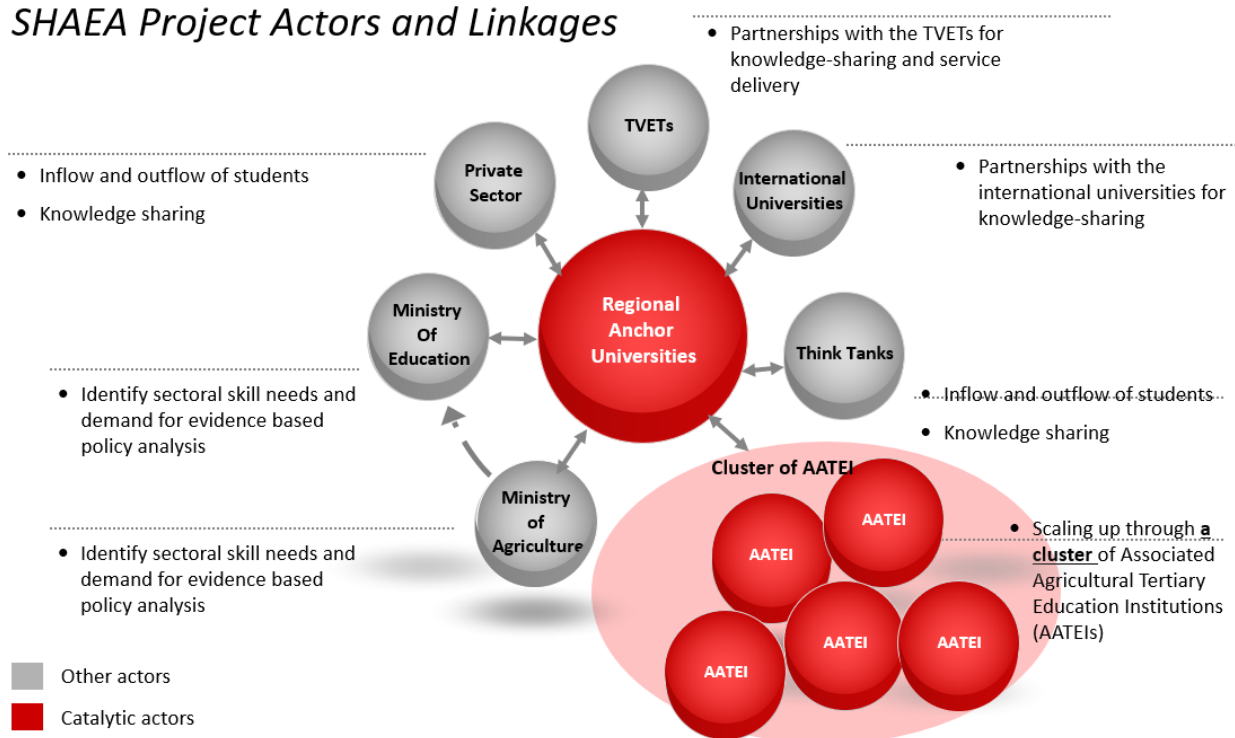 SHAEA Project Actors and Linkages
• Partnerships with the TVETs for
knowledge-sharing and service
delivery
TVETs
Private
Sector
International
Universities
• Inflow and outflow of students
• Knowledge sharing
• Partnerships with the
international universities for
knowledge-sharing
Regional
Anchor
Universities
Ministry
Of
Education
Think Tanks
• Identify sectoral skill needs and
demand for evidence based
policy analysis
• Inflow and outflow of students
• Knowledge sharing
Cluster of AATEI
Ministry
of
Agriculture
AATEI
AATEI
AATEI
AATEI
AATEI
• Scaling up through a
cluster of Associated
Agricultural Tertiary
Education Institutions
(AATEIs)
• Identify sectoral skill needs and
demand for evidence based
policy analysis
Other actors
Catalytic actors